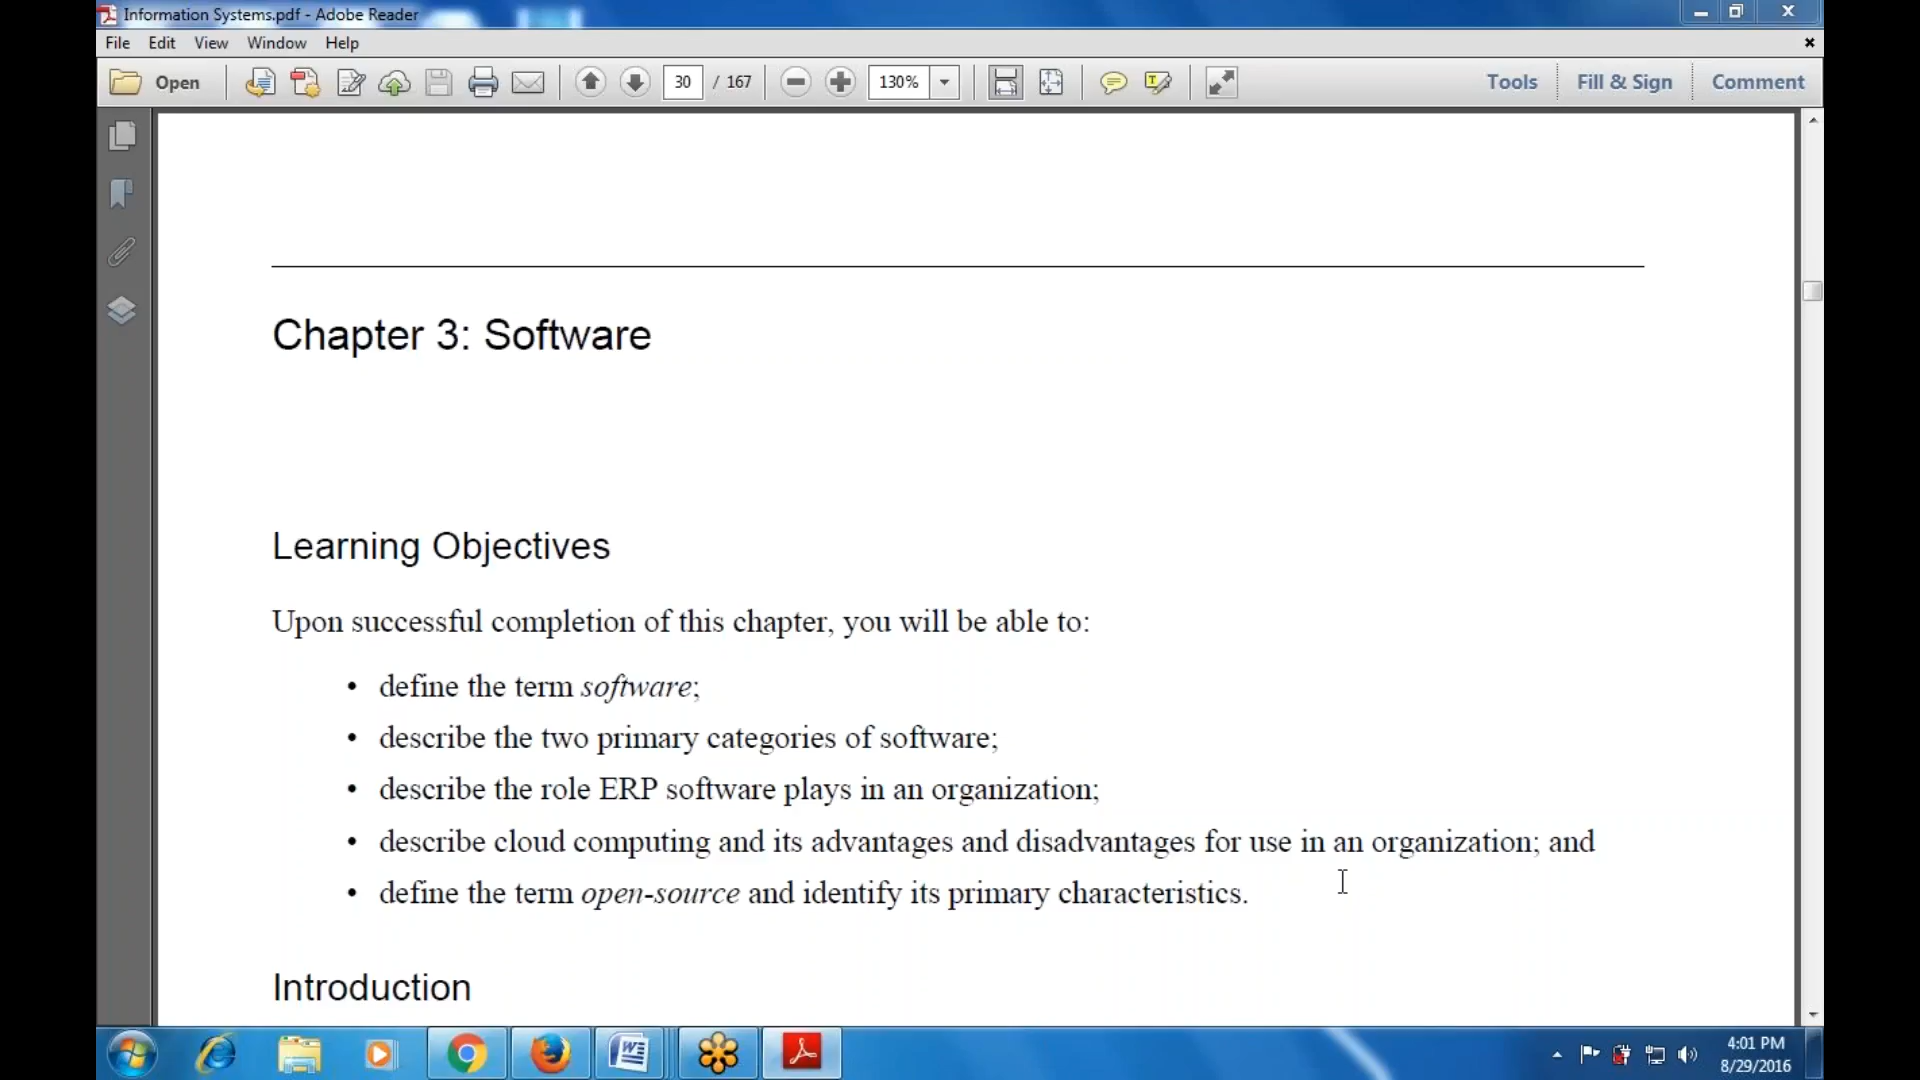 Information Systems.pdf - Adobe Reader
File Edit View Window Help
Open 30 / 167 130% Tools Fill & Sign Comment
Chapter 3: Software
Learning Objectives
Upon successful completion of this chapter, you will be able to:
• define the term software;
• describe the two primary categories of software;
• describe the role ERP software plays in an organization;
• describe cloud computing and its advantages and disadvantages for use in an organization; and
• define the term open-source and identify its primary characteristics.
Introduction
4:01 PM
8/29/2016